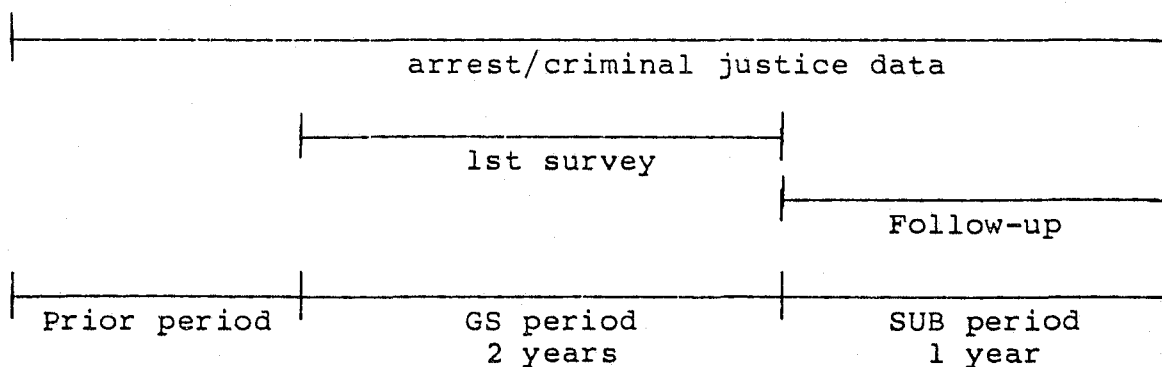 arrest/criminal justice data
1st survey
Follow-up
Prior period GS period SUB period
2 years 1 year